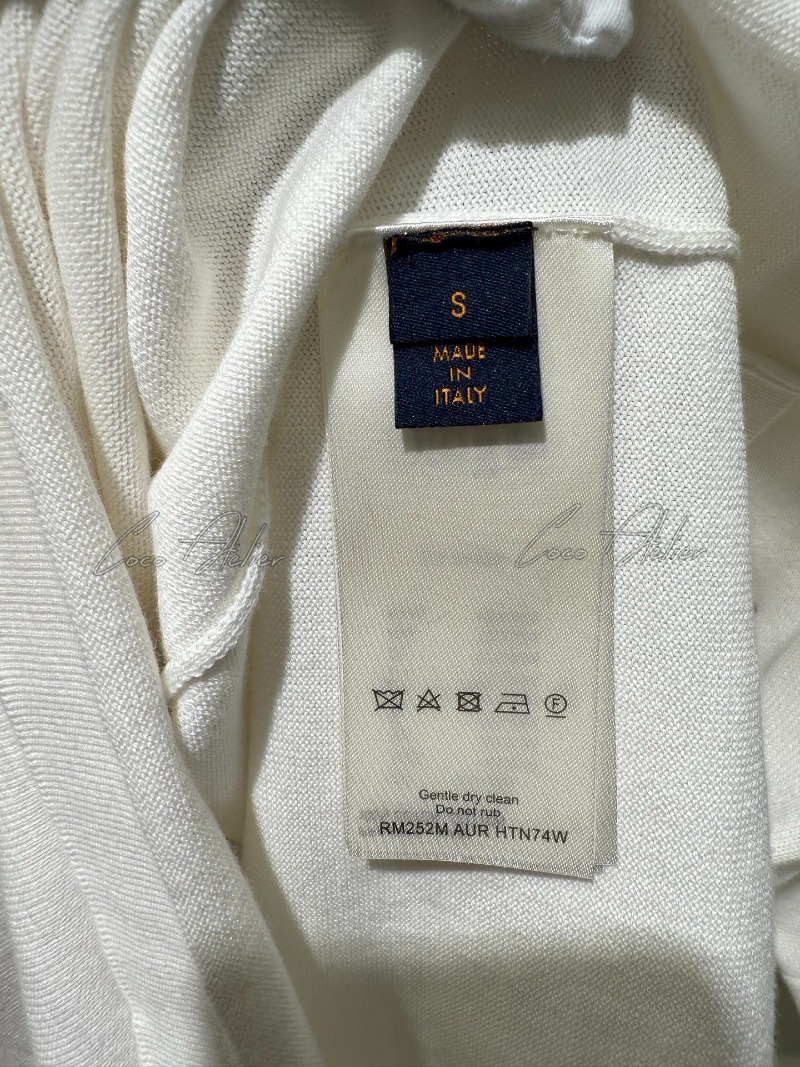 S
MADE
IN
ITALY
Coco Atelier
Coco Atelier
F
Gentle dry clean
Do not rub
RM252M AUR HTN74W